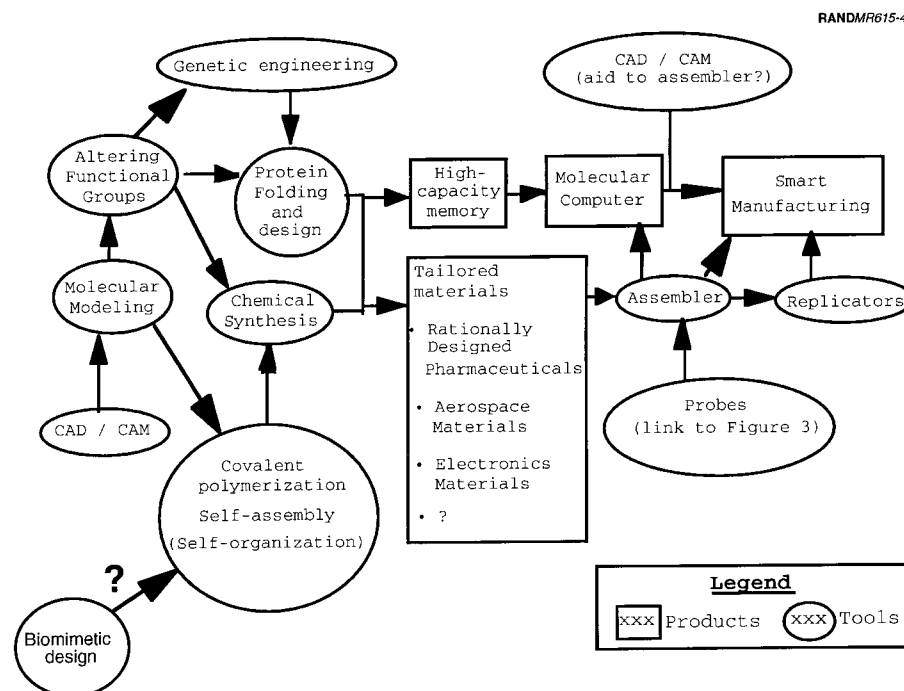 RANDMR615-4
Genetic engineering
CAD / CAM
(aid to assembler?)
Altering
Functional
Groups
Protein
Folding
and
design
High-
capacity
memory
Molecular
Computer
Smart
Manufacturing
Molecular
Modeling
Chemical
Synthesis
Tailored
materials
• Rationally
Designed
Pharmaceuticals
• Aerospace
Materials
• Electronics
Materials
• ?
Assembler
Replicators
CAD / CAM
Probes
(link to Figure 3)
Covalent
polymerization
Self-assembly
(Self-organization)
?
Biomimetic
design
Legend
xxx Products xxx Tools